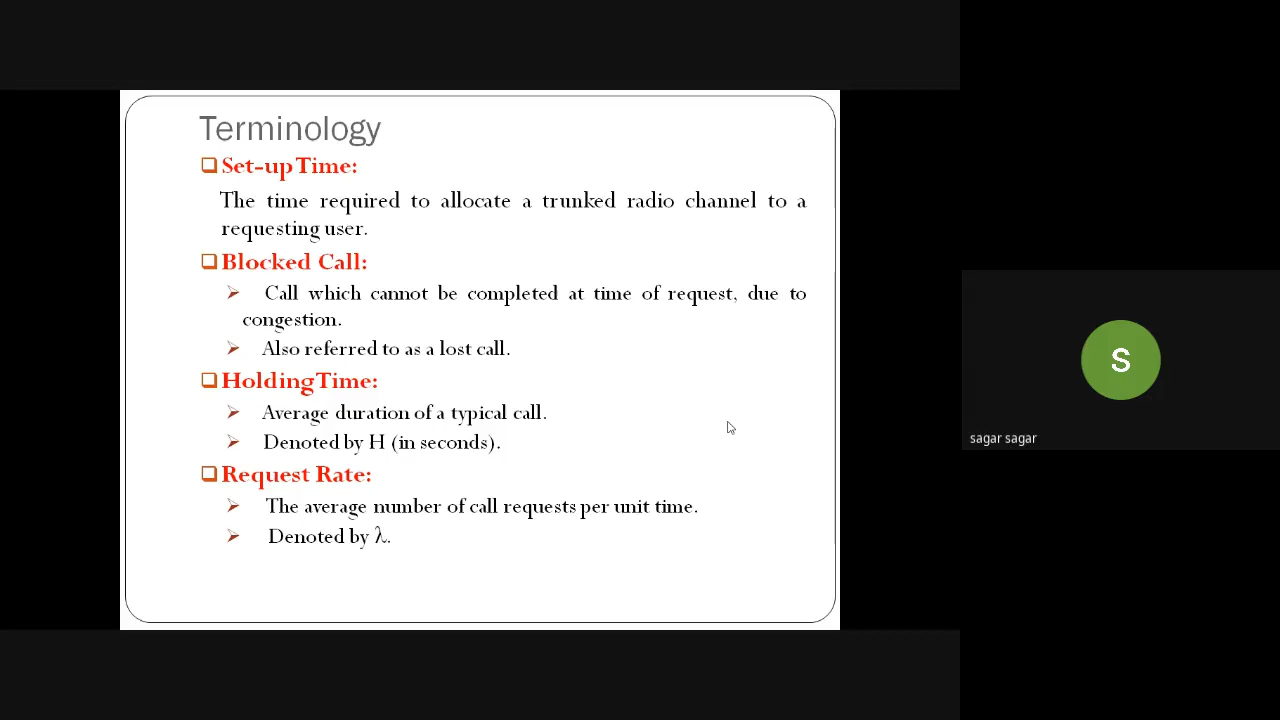 Terminology
Set-up Time:
The time required to allocate a trunked radio channel to a
requesting user.
Blocked Call:
Call which cannot be completed at time of request, due to
congestion.
Also referred to as a lost call.
Holding Time:
Average duration of a typical call.
Denoted by H (in seconds).
Request Rate:
The average number of call requests per unit time.
Denoted by λ.
S
sagar sagar